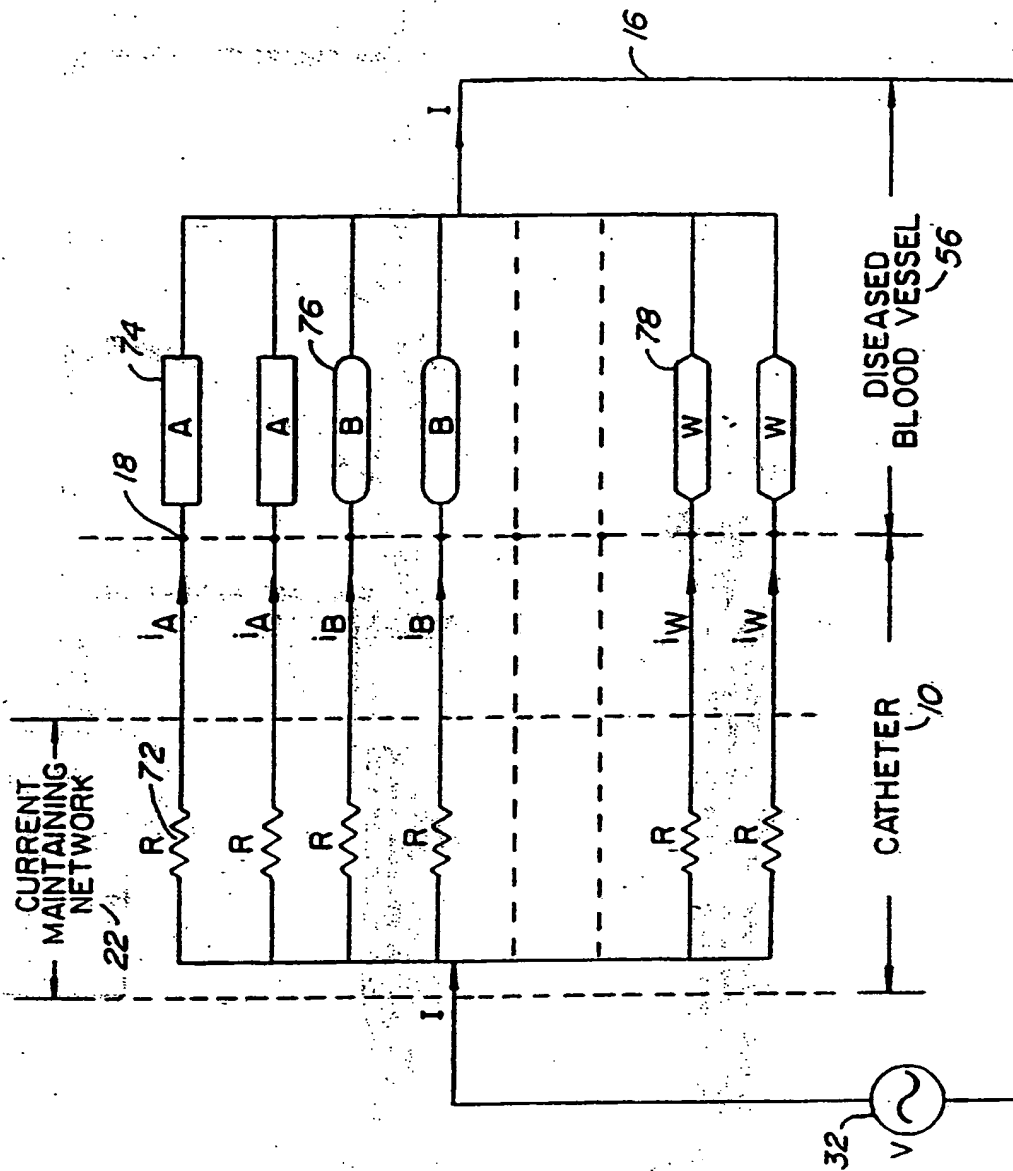 CURRENT
MAINTAINING
NETWORK
22
R
72
R
R
R
R
R
iA
iA
iB
iB
iW
iW
18
A
74
A
B
76
B
W
78
W
I
I
16
32
V
CATHETER
10
DISEASED
BLOOD VESSEL
56